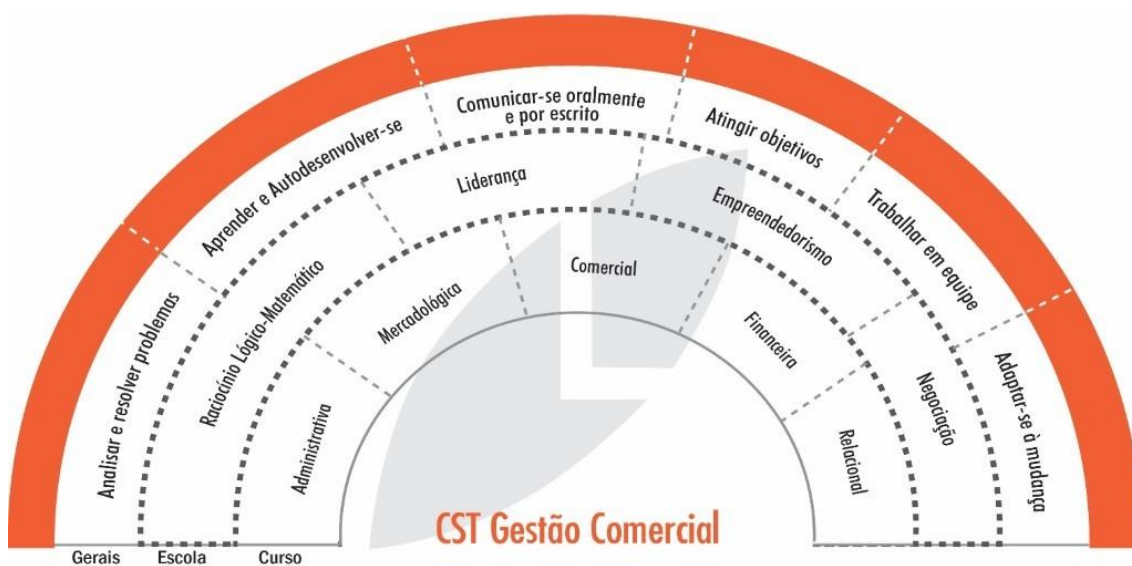 Analisar e resolver problemas
Aprender e Autodesenvolver-se
Comunicar-se oralmente
e por escrito
Atingir objetivos
Trabalhar em equipe
Adaptar-se à mudança
Raciocínio Lógico-Matemático
Liderança
Empreendedorismo
Negociação
Administrativa
Mercadológica
Comercial
Financeira
Relacional
CST Gestão Comercial
Gerais
Escola
Curso